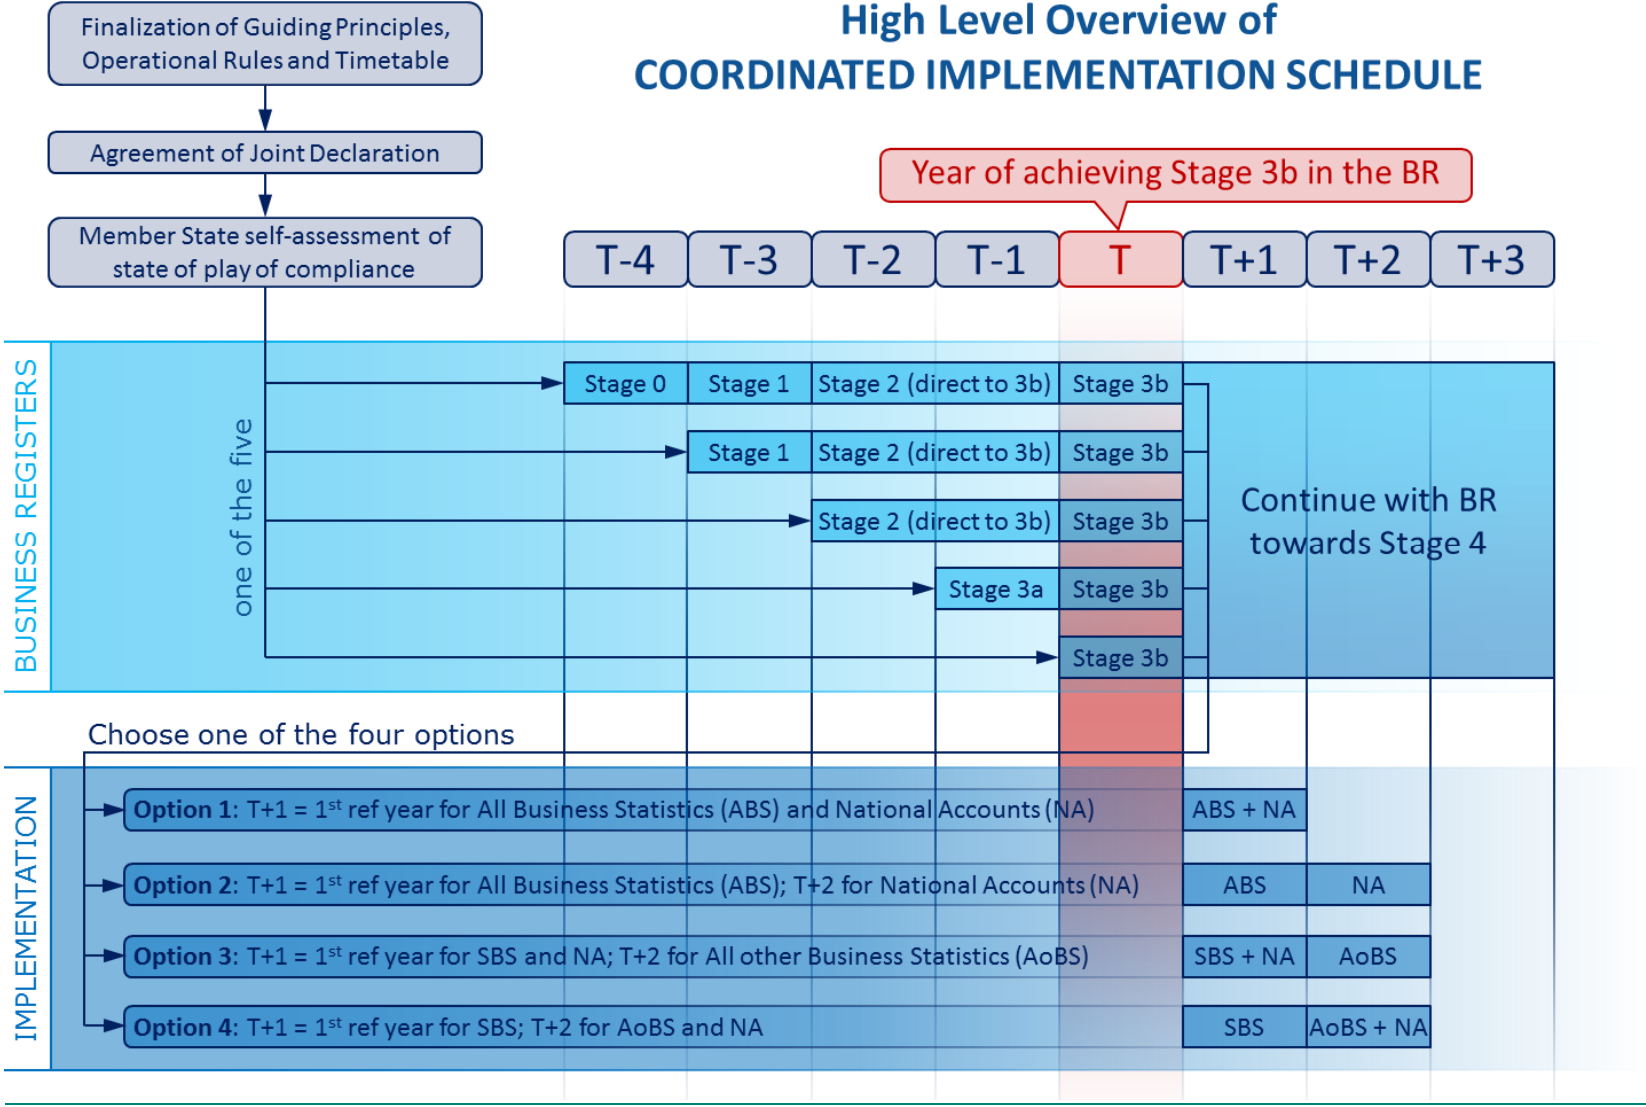 High Level Overview of
COORDINATED IMPLEMENTATION SCHEDULE
Finalization of Guiding Principles,
Operational Rules and Timetable
Agreement of Joint Declaration
Member State self-assessment of
state of play of compliance
Year of achieving Stage 3b in the BR
T-4 T-3 T-2 T-1 T T+1 T+2 T+3
BUSINESS REGISTERS
one of the five
Stage 0 Stage 1 Stage 2 (direct to 3b) Stage 3b
Stage 1 Stage 2 (direct to 3b) Stage 3b
Stage 2 (direct to 3b) Stage 3b
Stage 3a Stage 3b
Stage 3b
Continue with BR
towards Stage 4
Choose one of the four options
IMPLEMENTATION
Option 1: T+1 = 1st ref year for All Business Statistics (ABS) and National Accounts (NA) ABS + NA
Option 2: T+1 = 1st ref year for All Business Statistics (ABS); T+2 for National Accounts (NA) ABS NA
Option 3: T+1 = 1st ref year for SBS and NA; T+2 for All other Business Statistics (AoBS) SBS + NA AoBS
Option 4: T+1 = 1st ref year for SBS; T+2 for AoBS and NA SBS AoBS + NA